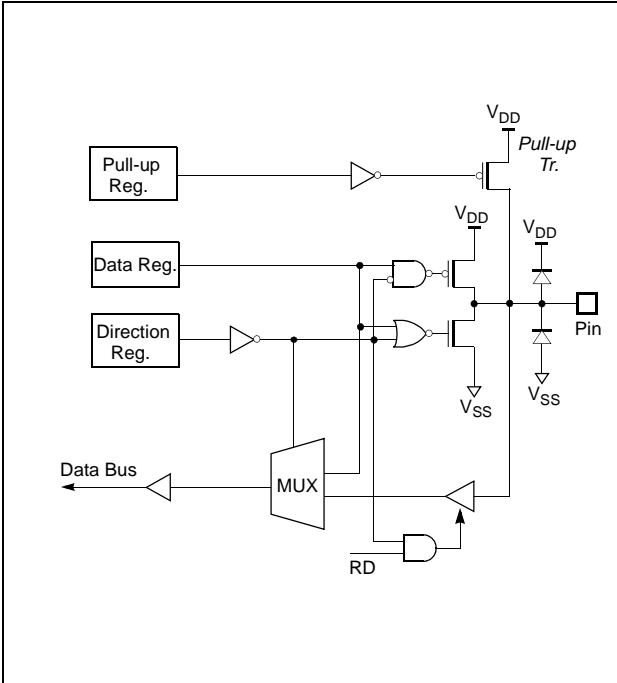 VDD
Pull-up
Tr.
Pull-up
Reg.
VDD
VDD
Data Reg.
Direction
Reg.
Pin
VSS
VSS
Data Bus
MUX
RD